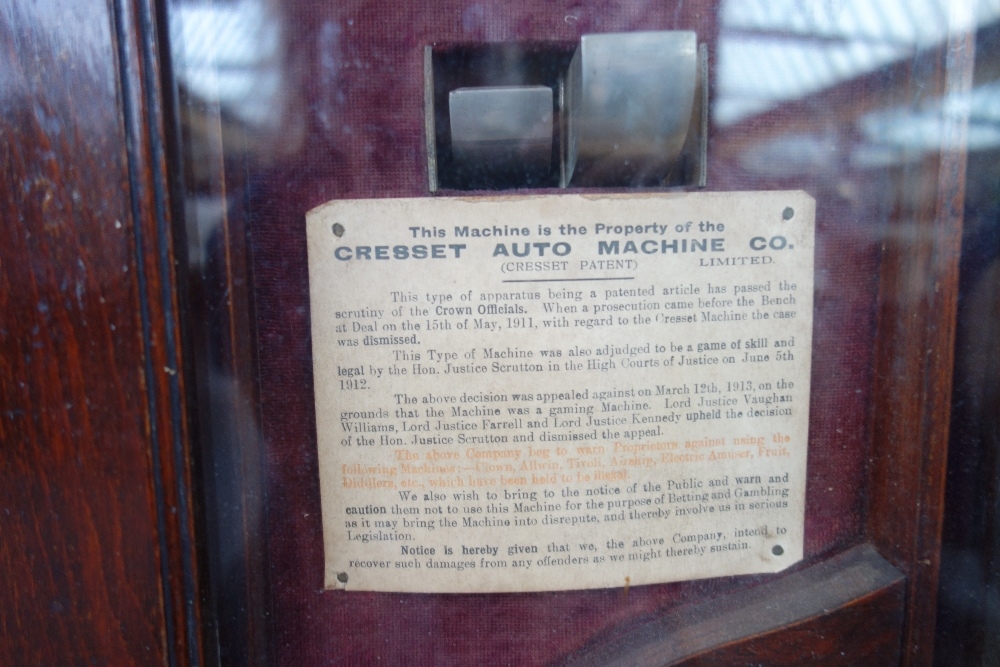 This Machine is the Property of the
CRESSET AUTO MACHINE CO.
(CRESSET PATENT) LIMITED.
This type of apparatus being a patented article has passed the
scrutiny of the Crown Officials. When a prosecution came before the Bench
at Deal on the 15th of May, 1911, with regard to the Cresset Machine the case
was dismissed.
This Type of Machine was also adjudged to be a game of skill and
legal by the Hon. Justice Scrutton in the High Courts of Justice on June 5th
1912.
The above decision was appealed against on March 12th, 1913, on the
grounds that the Machine was a gaming Machine. Lord Justice Vaughan
Williams, Lord Justice Farrell and Lord Justice Kennedy upheld the decision
of the Hon. Justice Scrutton and dismissed the appeal.
The above Company beg to warn Proprietors against using the
following Machines:—Clown, Allwin, Tivoli, Airship, Electric Amuser, Fruit,
Diddlers, etc., which have been held to be illegal.
We also wish to bring to the notice of the Public and warn and
caution them not to use this Machine for the purpose of Betting and Gambling
as it may bring the Machine into disrepute, and thereby involve us in serious
Legislation.
Notice is hereby given that we, the above Company, intend to
recover such damages from any offenders as we might thereby sustain.